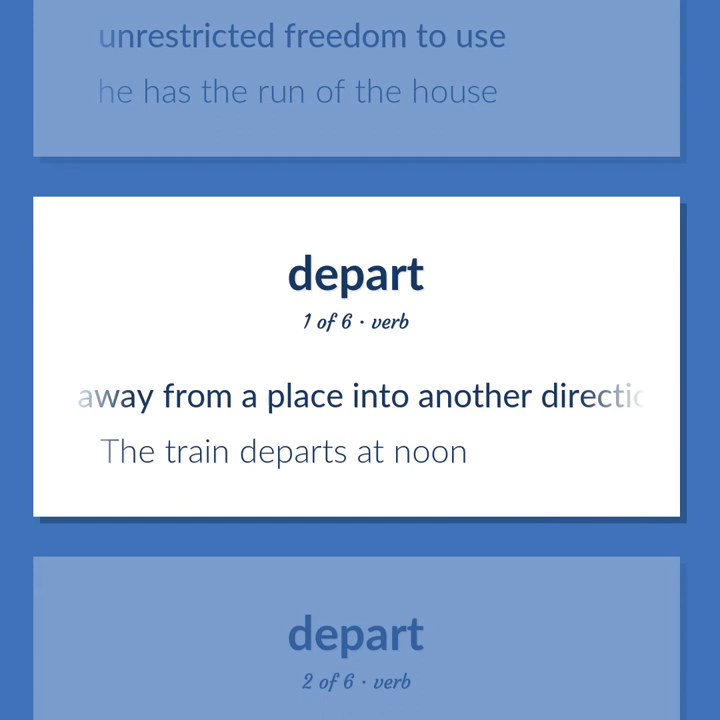 unrestricted freedom to use
he has the run of the house
depart
1 of 6 · verb
away from a place into another directio
The train departs at noon
depart
2 of 6 · verb